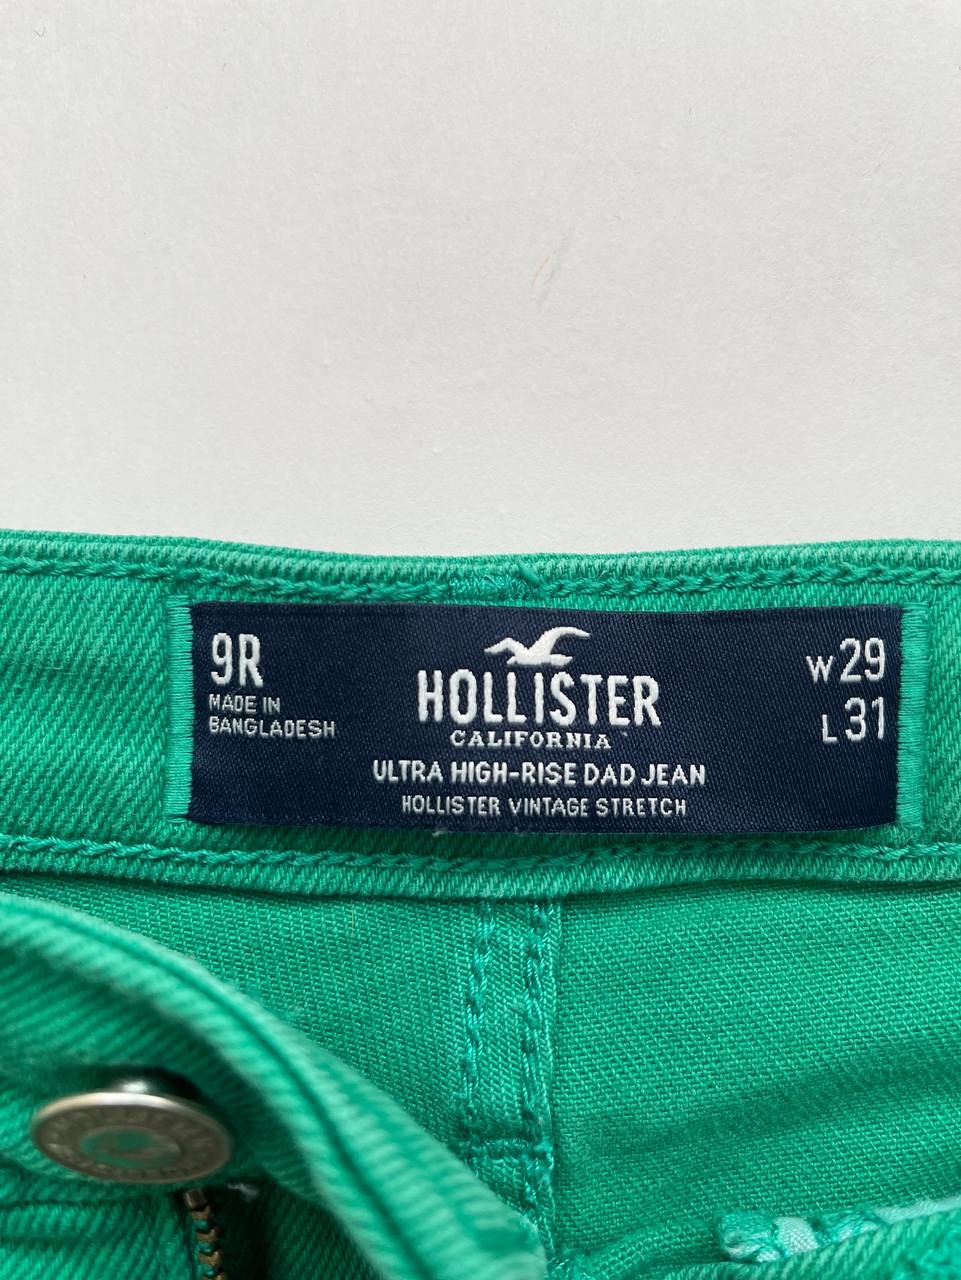 9R
MADE IN
BANGLADESH
HOLLISTER
CALIFORNIA
ULTRA HIGH-RISE DAD JEAN
HOLLISTER VINTAGE STRETCH
W29
L31